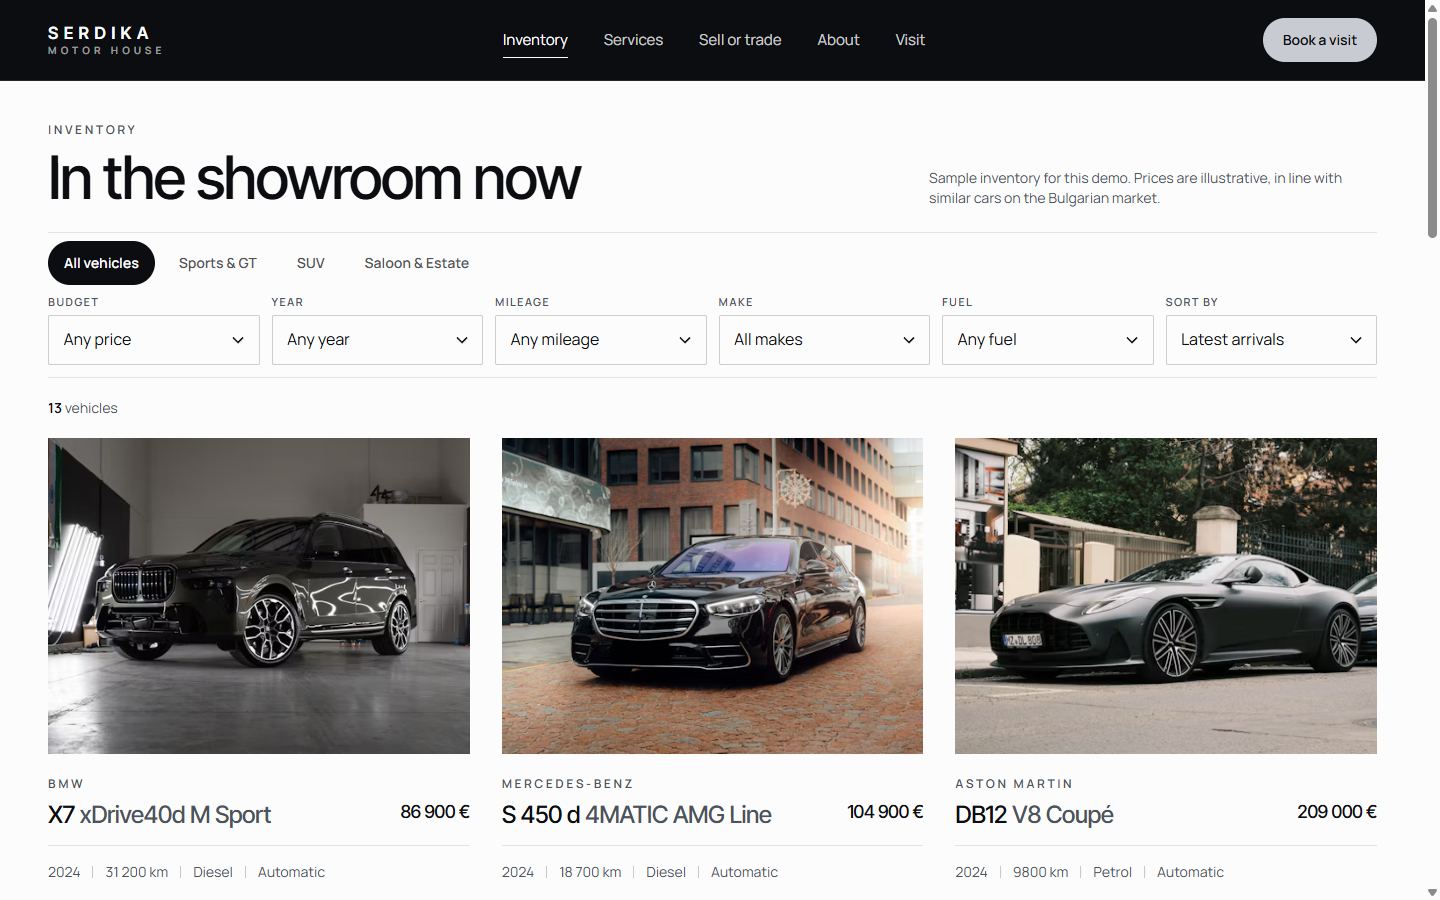 SERDIKA
MOTOR HOUSE
Inventory
Services
Sell or trade
About
Visit
Book a visit
INVENTORY
In the showroom now
Sample inventory for this demo. Prices are illustrative, in line with
similar cars on the Bulgarian market.
All vehicles
Sports & GT
SUV
Saloon & Estate
BUDGET
YEAR
MILEAGE
MAKE
FUEL
SORT BY
Any price
Any year
Any mileage
All makes
Any fuel
Latest arrivals
13 vehicles
BMW
X7 xDrive40d M Sport
86 900 €
2024
31 200 km
Diesel
Automatic
MERCEDES-BENZ
S 450 d 4MATIC AMG Line
104 900 €
2024
18 700 km
Diesel
Automatic
ASTON MARTIN
DB12 V8 Coupé
209 000 €
2024
9800 km
Petrol
Automatic